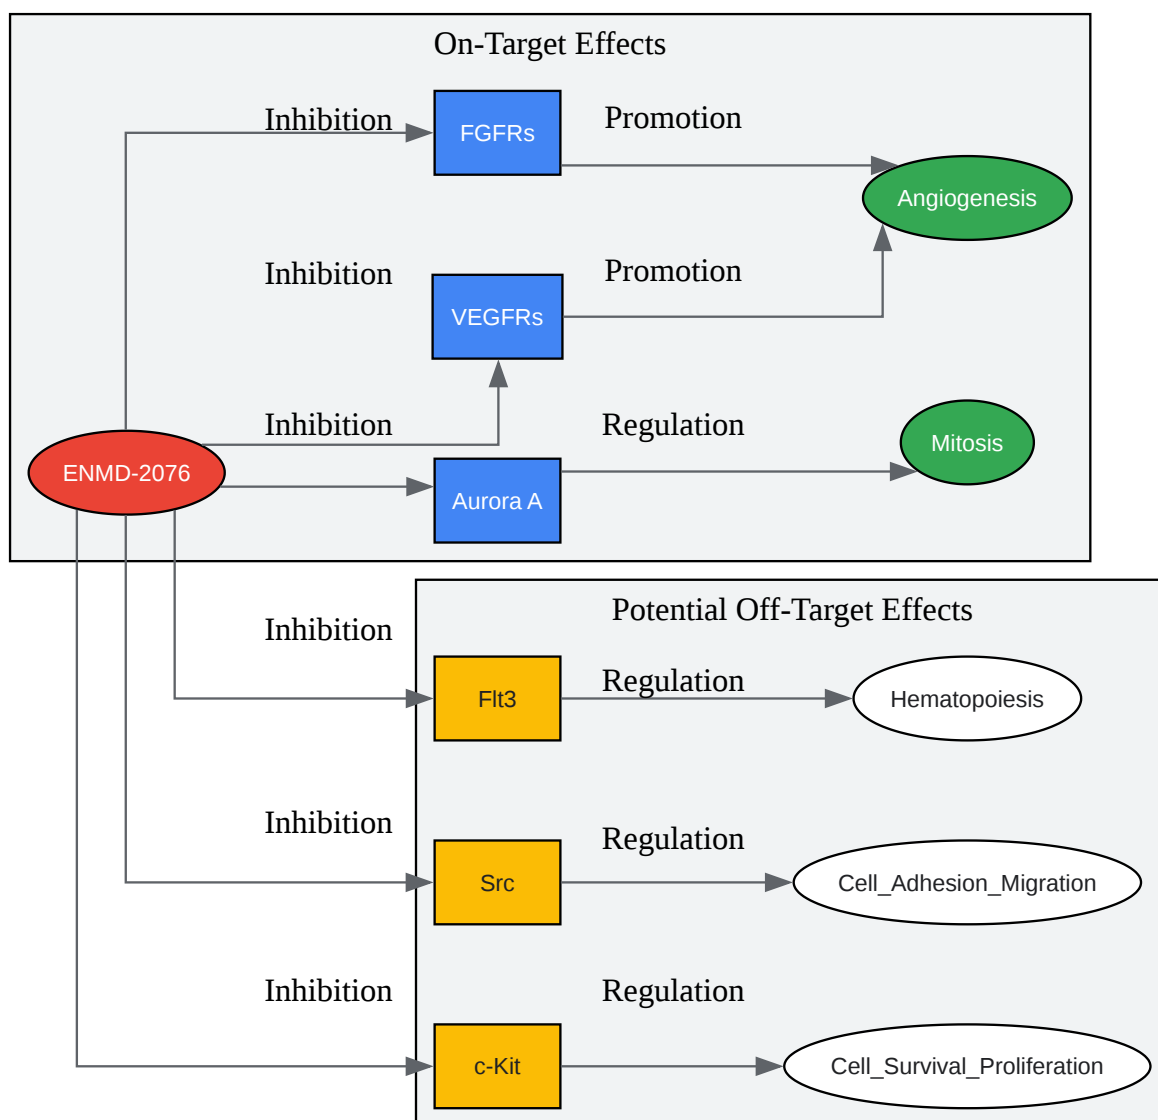 On-Target Effects
Inhibition
FGFRs
Promotion
Angiogenesis
Inhibition
VEGFRs
Promotion
Inhibition
Regulation
Mitosis
ENMD-2076
Aurora A
Potential Off-Target Effects
Inhibition
Flt3
Regulation
Hematopoiesis
Inhibition
Src
Regulation
Cell_Adhesion_Migration
Inhibition
Regulation
c-Kit
Cell_Survival_Proliferation